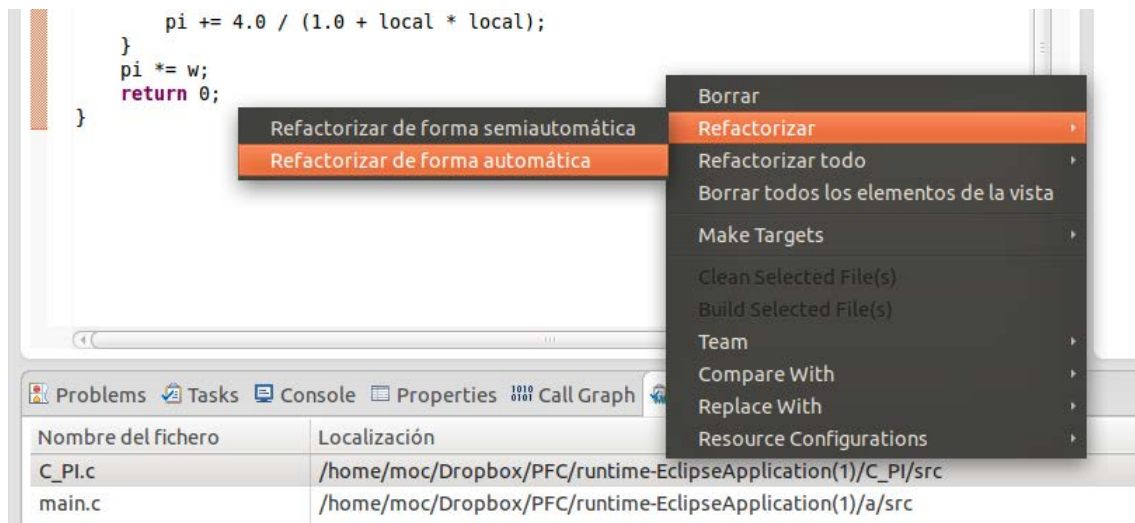 pi += 4.0 / (1.0 + local * local);
}
pi *= w;
return 0;
}
Refactorizar de forma semiautomática
Refactorizar de forma automática
Borrar
Refactorizar
Refactorizar todo
Borrar todos los elementos de la vista
Make Targets
Clean Selected File(s)
Build Selected File(s)
Team
Compare With
Replace With
Resource Configurations
Problems Tasks Console Properties 1010 0101 Call Graph
Nombre del fichero Localización
C_PI.c /home/moc/Dropbox/PFC/runtime-EclipseApplication(1)/C_PI/src
main.c /home/moc/Dropbox/PFC/runtime-EclipseApplication(1)/a/src